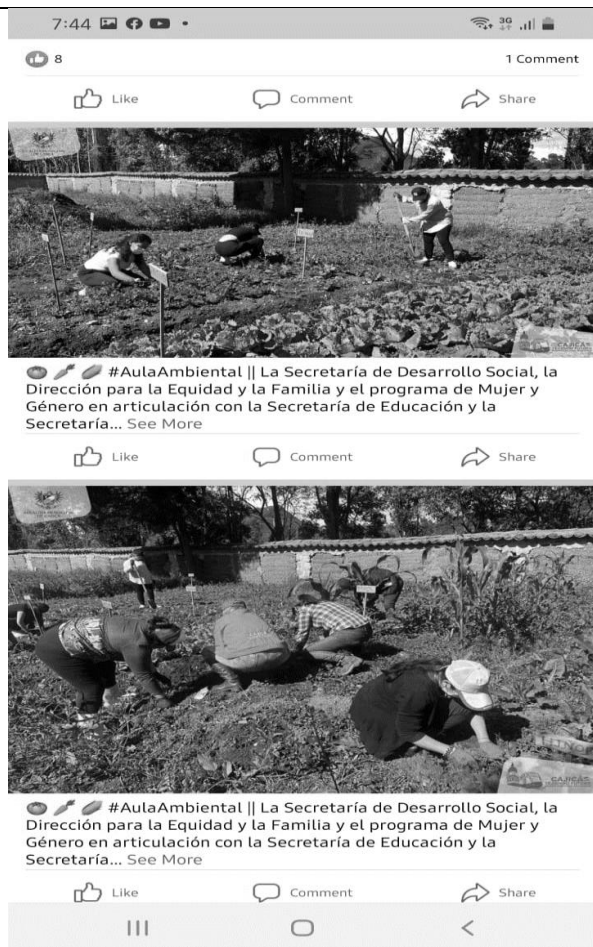 7:44
3G
8
1 Comment
Like Comment Share
CAJICÁ
#AulaAmbiental || La Secretaría de Desarrollo Social, la
Dirección para la Equidad y la Familia y el programa de Mujer y
Género en articulación con la Secretaría de Educación y la
Secretaría... See More
Like Comment Share
CAJICÁ
#AulaAmbiental || La Secretaría de Desarrollo Social, la
Dirección para la Equidad y la Familia y el programa de Mujer y
Género en articulación con la Secretaría de Educación y la
Secretaría... See More
Like Comment Share